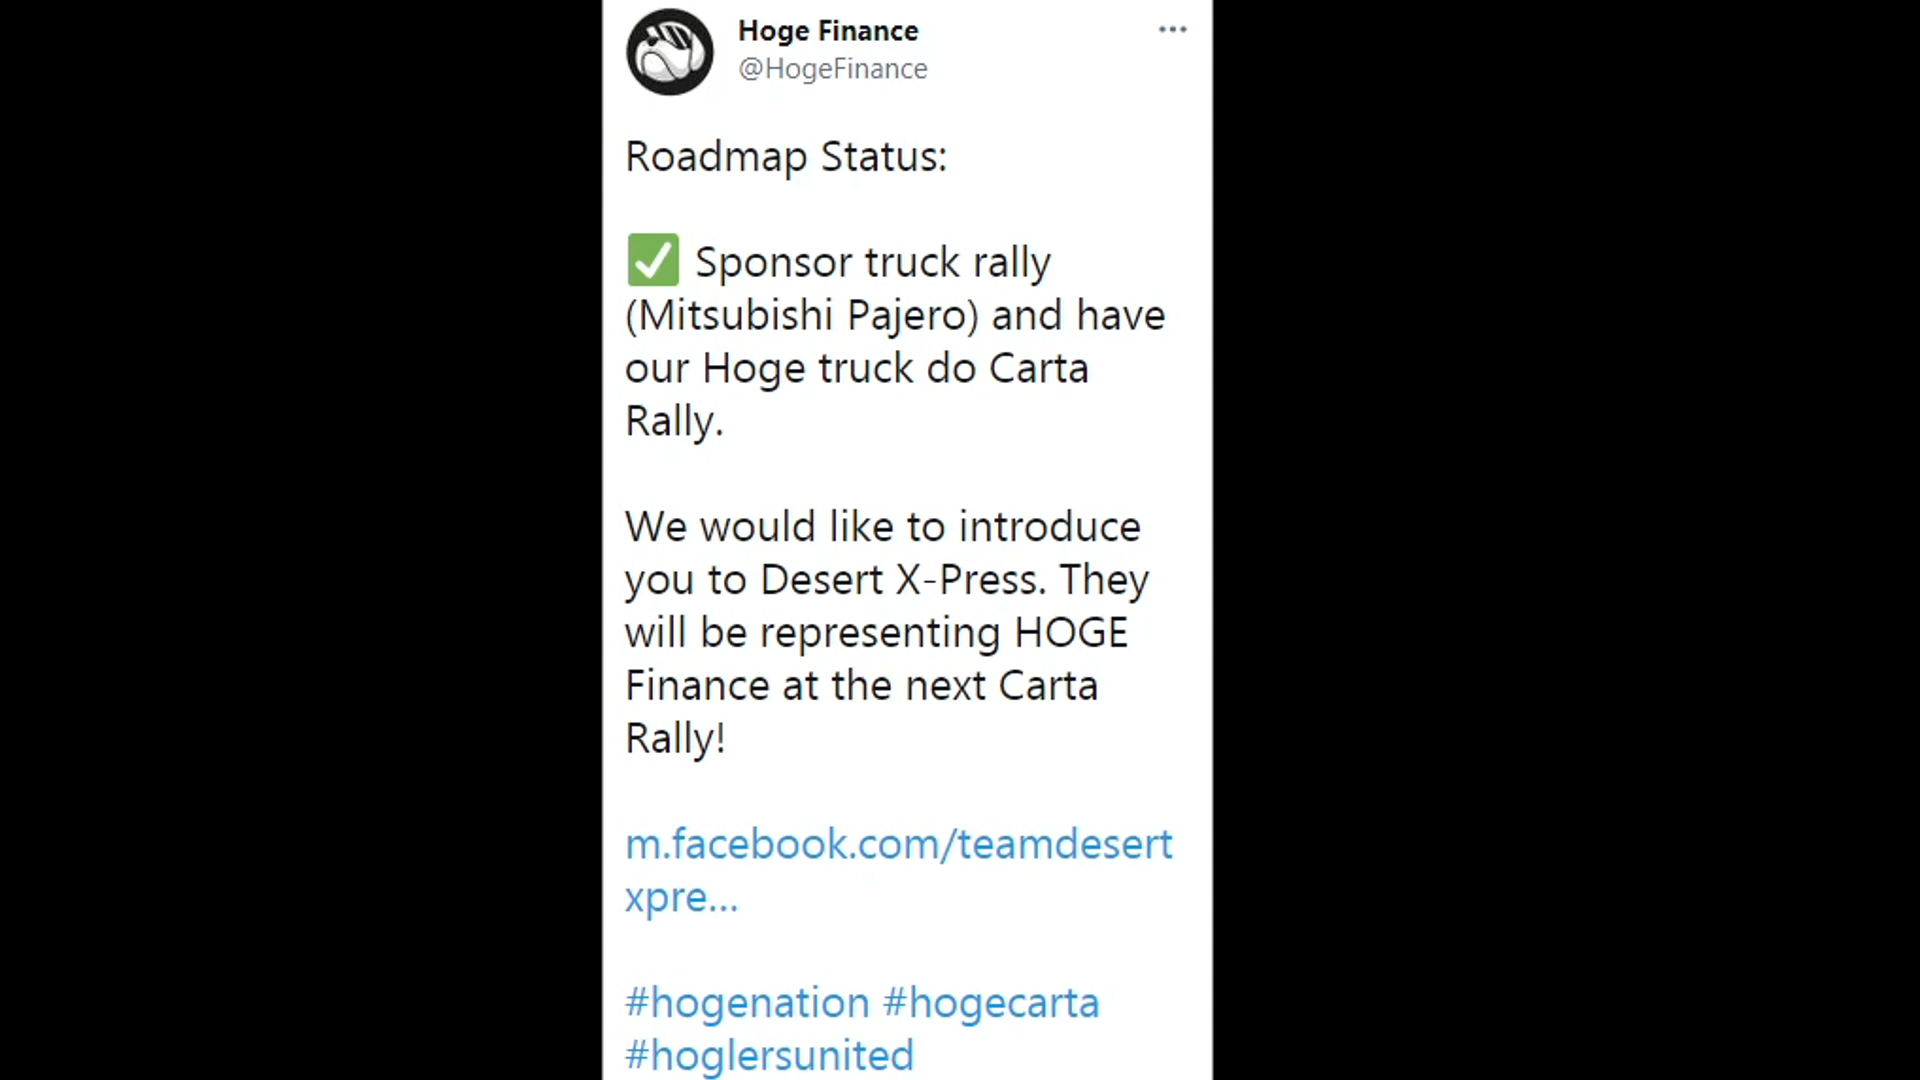 Hoge Finance
@HogeFinance
Roadmap Status:
✅ Sponsor truck rally
(Mitsubishi Pajero) and have
our Hoge truck do Carta
Rally.
We would like to introduce
you to Desert X-Press. They
will be representing HOGE
Finance at the next Carta
Rally!
m.facebook.com/teamdesert
xpre...
#hogenation #hogecarta
#hoglersunited